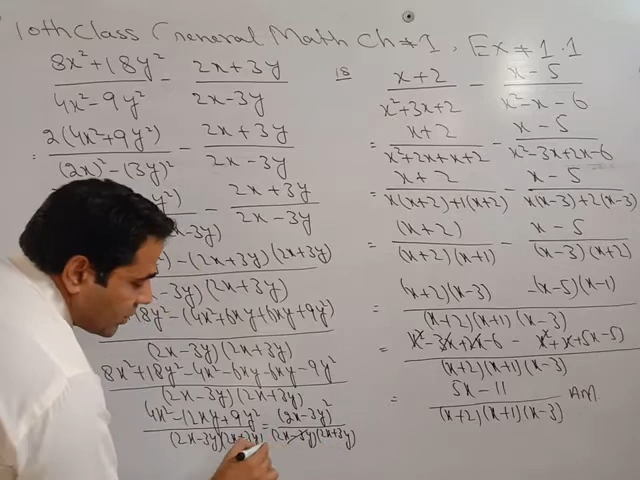 10th Class General Math Ch#1, Ex#1.1
(8x²+18y²)/(4x²-9y²) - (2x+3y)/(2x-3y)
= 2(4x²+9y²)/((2x)²-(3y)²) - (2x+3y)/(2x-3y)
y²)/-3y) - (2x+3y)/(2x-3y)
) - (2x+3y)(2x+3y)/-3y)(2x+3y)
18y² - (4x²+6xy+6xy+9y²)/(2x-3y)(2x+3y)
8x²+18y²-4x²-6xy-6xy-9y²/(2x-3y)(2x+3y)
(4x²-12xy+9y²)/(2x-3y)(2x+3y) = (2x-3y)²/(2x-3y)(2x+3y)
18 (x+2)/(x²+3x+2) - (x-5)/(x²-x-6)
= (x+2)/(x²+2x+x+2) - (x-5)/(x²-3x+2x-6)
= (x+2)/(x(x+2)+1(x+2)) - (x-5)/(x(x-3)+2(x-3))
= (x+2)/(x+2)(x+1) - (x-5)/(x-3)(x+2)
= (x+2)(x-3) -(x-5)(x-1)/(x+2)(x+1)(x-3)
= x²-3x+2x-6 - x²+x+5x-5)/(x+2)(x+1)(x-3)
= (5x-11)/(x+2)(x+1)(x-3) Ans